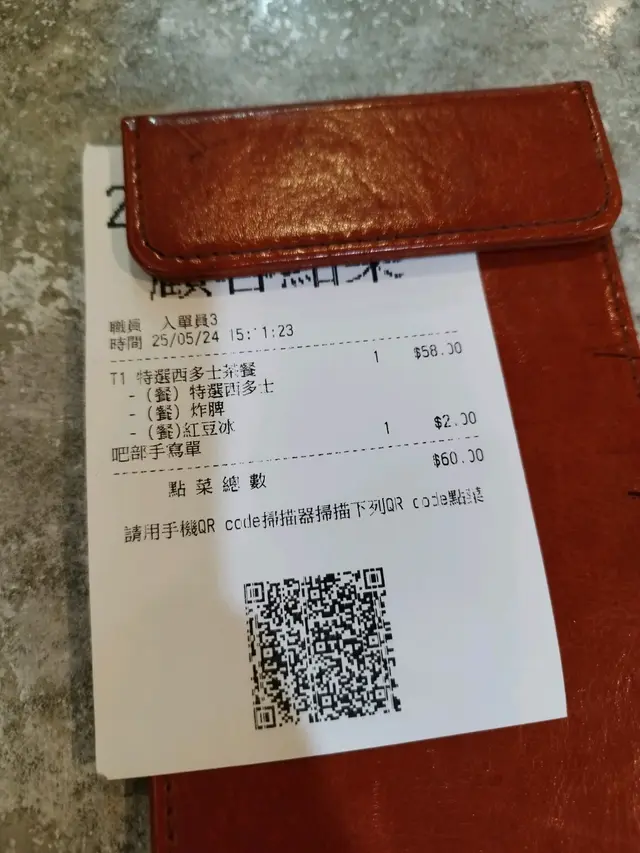 2
職員 入單員3
時間 25/05/24 15: 1:23
T1 特選西多士茶餐 1 $58.00
- (餐) 特選西多士
- (餐) 炸脾
- (餐)紅豆冰
吧部手寫單 1 $2.00
點菜總數 $60.00
請用手機QR code掃描器掃描下列QR code點菜